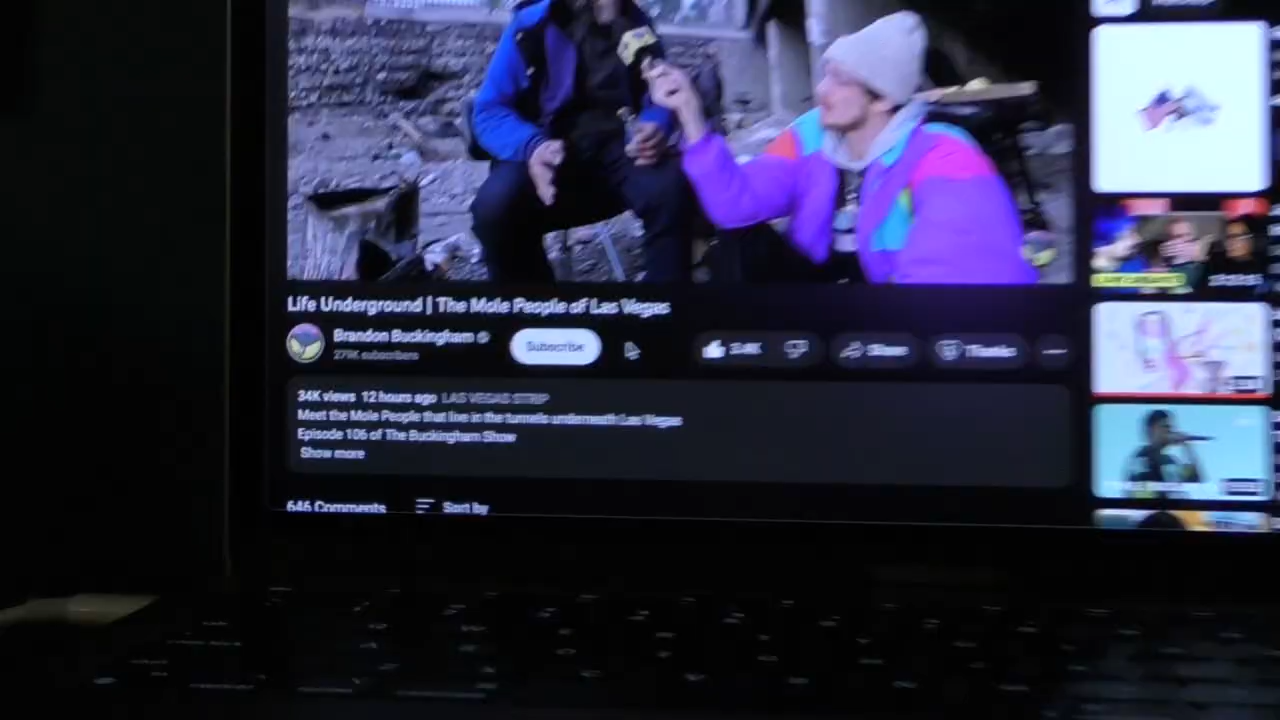 Life Underground | The Mole People of Las Vegas
Brandon Buckingham
279K subscribers
Subscribe
Share
Thanks
34K views 12 hours ago LAS VEGAS STRIP
Meet the Mole People that live in the tunnels underneath Las Vegas
Episode 106 of The Buckingham Show
Show more
646 Comments
Sort by